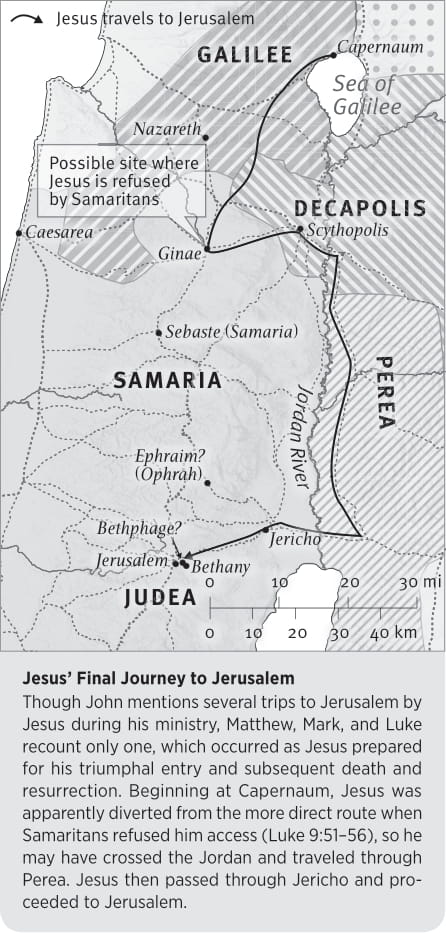 Jesus travels to Jerusalem
GALILEE
Capernaum
Sea of
Galilee
Nazareth
Possible site where
Jesus is refused
by Samaritans
DECAPOLIS
Scythopolis
Caesarea
Ginae
Sebaste (Samaria)
SAMARIA
PEREA
Jordan River
Ephraim?
(Ophrah)
Bethphage?
Jericho
Jerusalem
Bethany
JUDEA
0 10 20 30 mi
0 10 20 30 40 km
Jesus’ Final Journey to Jerusalem
Though John mentions several trips to Jerusalem by
Jesus during his ministry, Matthew, Mark, and Luke
recount only one, which occurred as Jesus prepared
for his triumphal entry and subsequent death and
resurrection. Beginning at Capernaum, Jesus was
apparently diverted from the more direct route when
Samaritans refused him access (Luke 9:51–56), so he
may have crossed the Jordan and traveled through
Perea. Jesus then passed through Jericho and pro-
ceeded to Jerusalem.